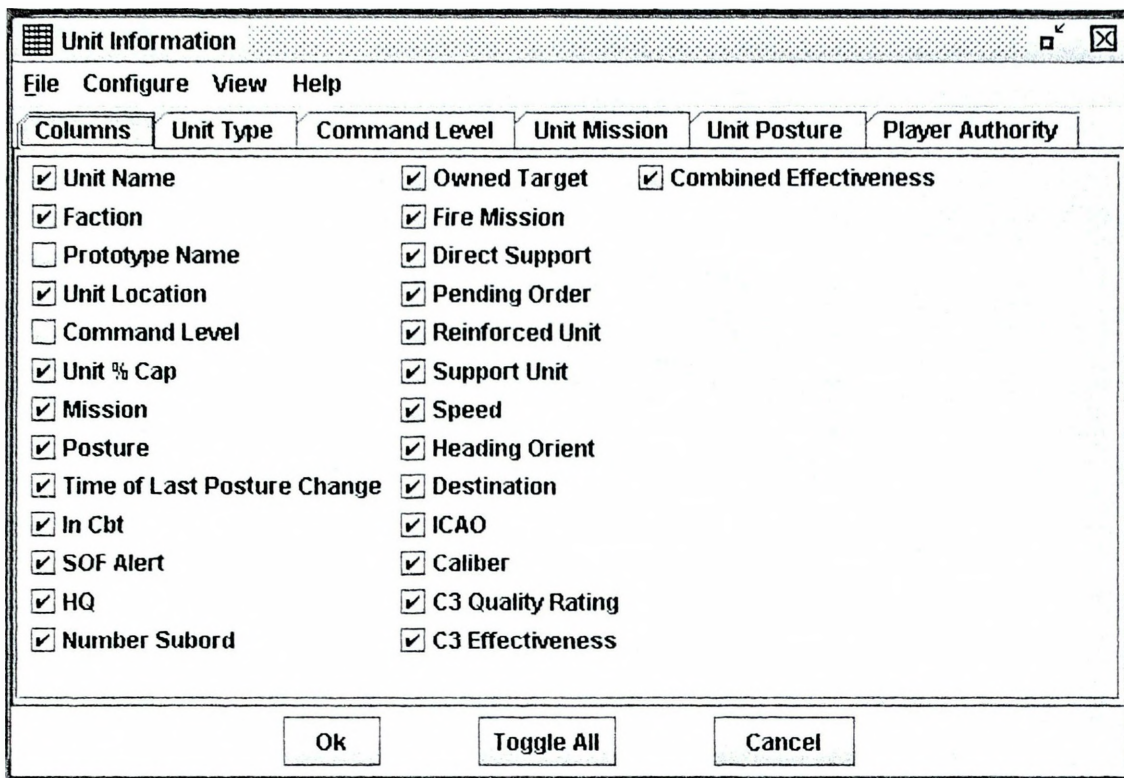 Unit Information
File Configure View Help
Columns Unit Type Command Level Unit Mission Unit Posture Player Authority
Unit Name Owned Target Combined Effectiveness
Faction Fire Mission
Prototype Name Direct Support
Unit Location Pending Order
Command Level Reinforced Unit
Unit % Cap Support Unit
Mission Speed
Posture Heading Orient
Time of Last Posture Change Destination
In Cbt ICAO
SOF Alert Caliber
HQ C3 Quality Rating
Number Subord C3 Effectiveness
Ok Toggle All Cancel